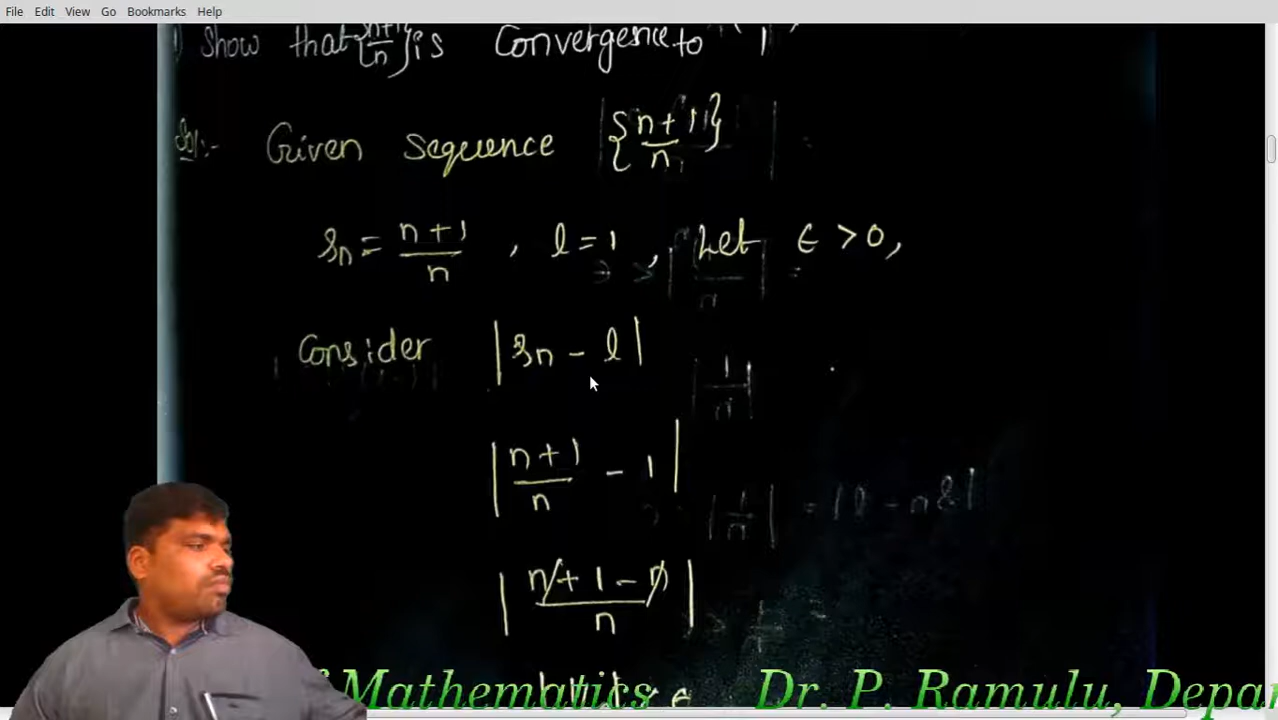 File Edit View Go Bookmarks Help
Show that {n+1/n} is Convergence to "1"
Sol:- Given sequence {n+1/n}
sn = n+1/n , l = 1 , Let ϵ > 0,
Consider |sn - l|
|n+1/n - 1|
|n+1-n/n|
f Mathematics Dr. P. Ramulu, Depar